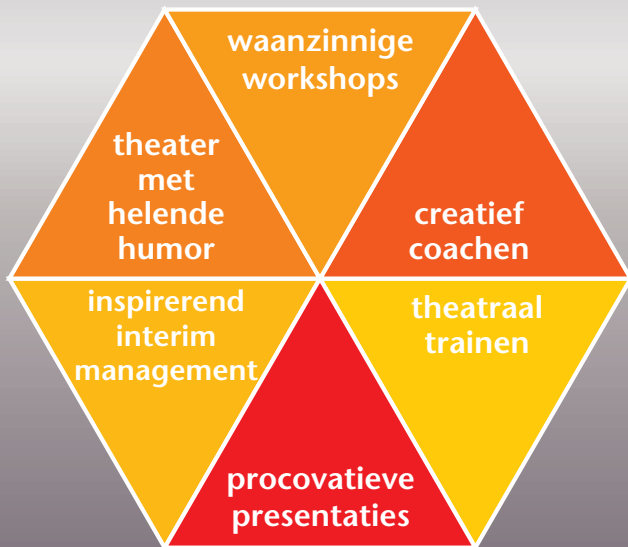 waanzinnige
workshops
theater
met
helende
humor
creatief
coachen
inspirerend
interim
management
theatraal
trainen
procovatieve
presentaties